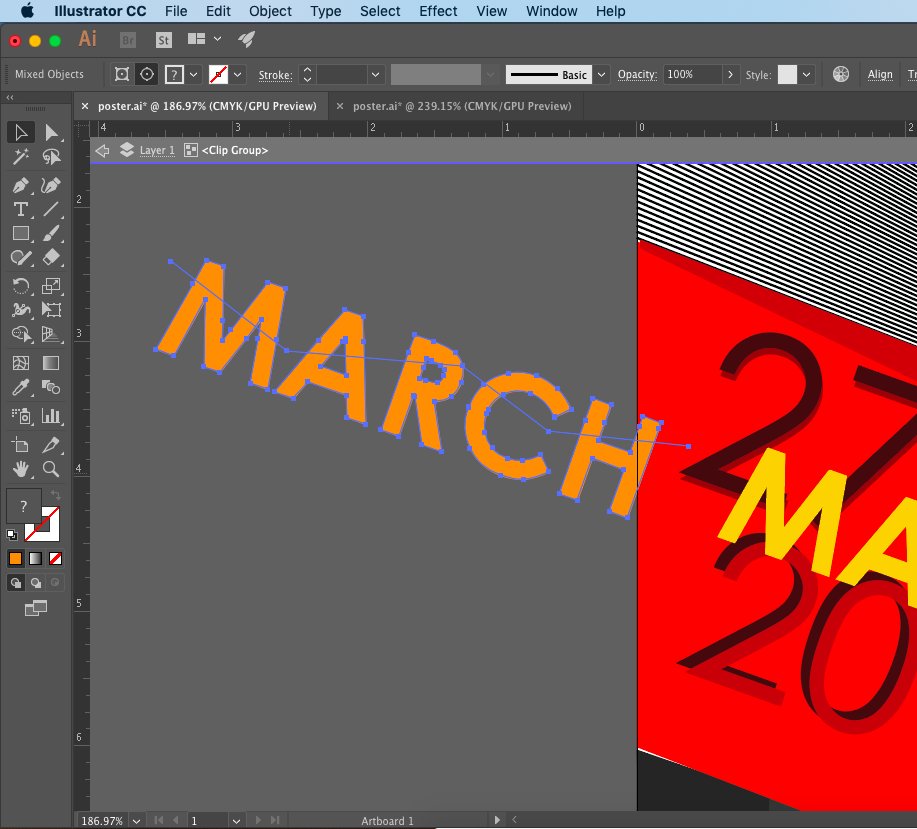 Illustrator CC File Edit Object Type Select Effect View Window Help
Ai Br St
Mixed Objects ? Stroke: Basic Opacity: 100% Style: Align
× poster.ai* @ 186.97% (CMYK/GPU Preview) × poster.ai* @ 239.15% (CMYK/GPU Preview)
4 3 2 1 0 1 2
Layer 1 <Clip Group>
2
3
4
5
6
T
?
MARCH
27
MA
20
186.97% 1 Artboard 1